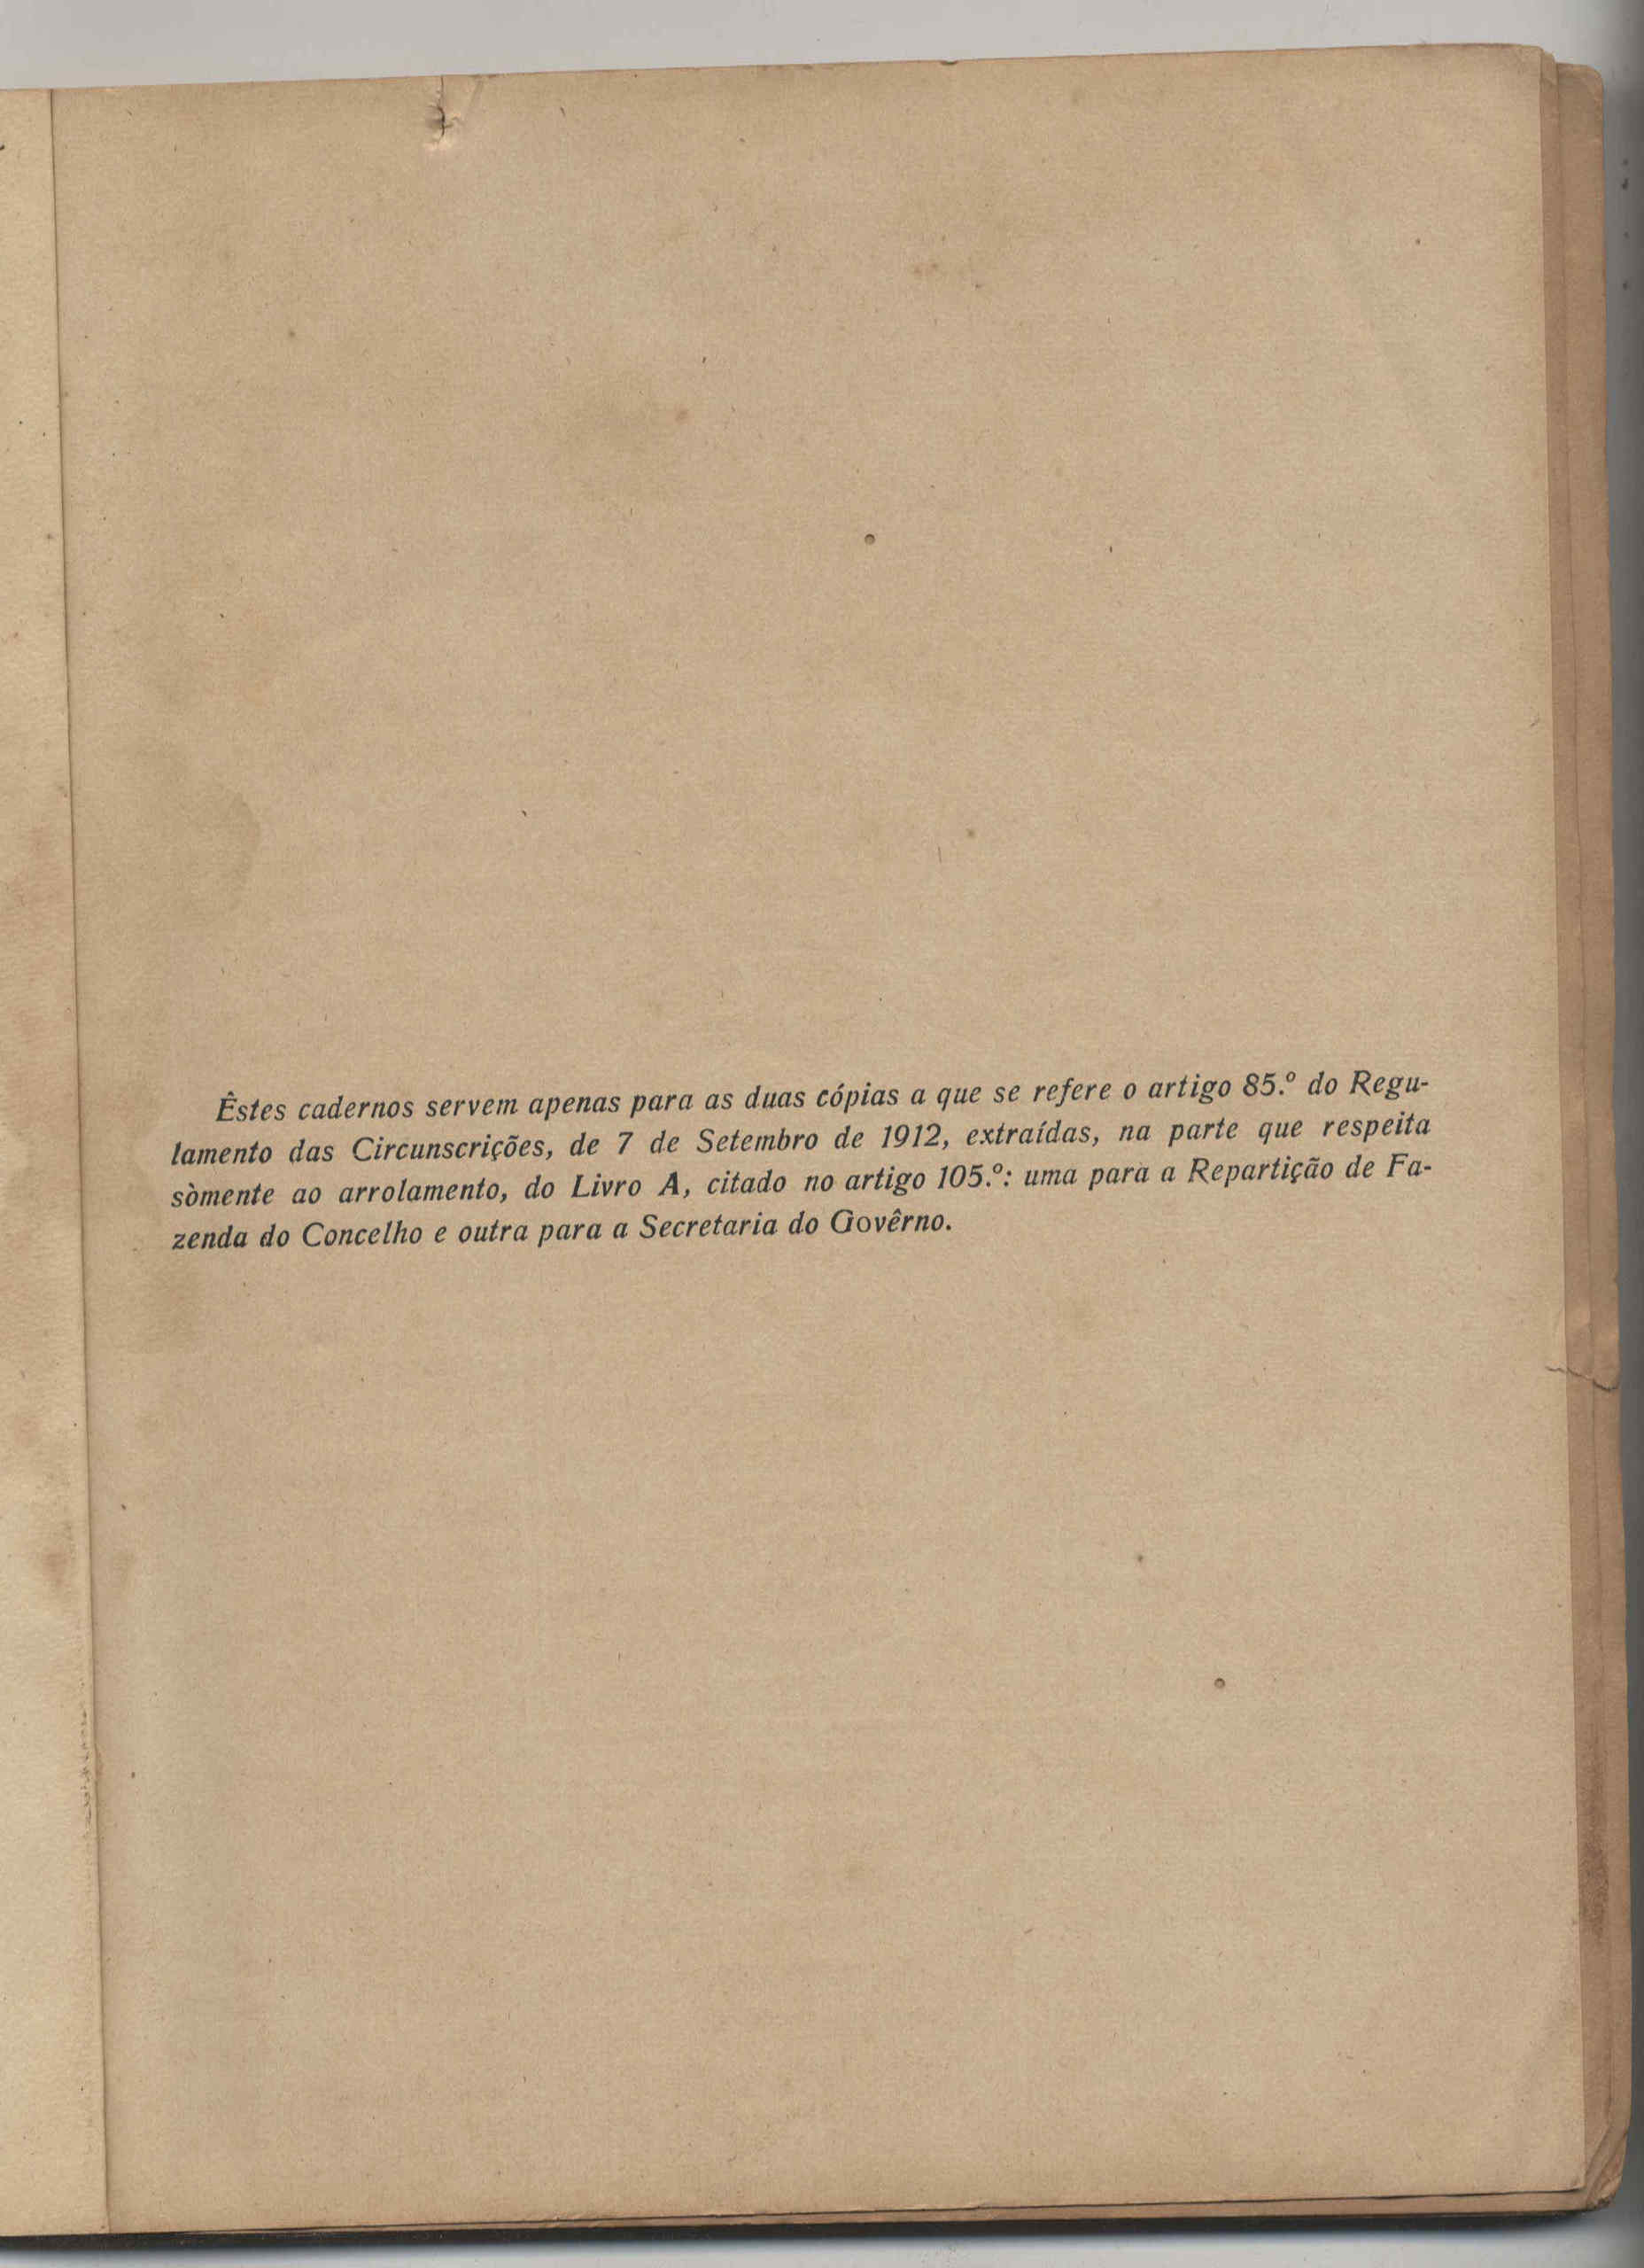 Êstes cadernos servem apenas para as duas cópias a que se refere o artigo 85.º do Regu-
lamento das Circunscrições, de 7 de Setembro de 1912, extraídas, na parte que respeita
sòmente ao arrolamento, do Livro A, citado no artigo 105.º: uma para a Repartição de Fa-
zenda do Concelho e outra para a Secretaria do Govêrno.